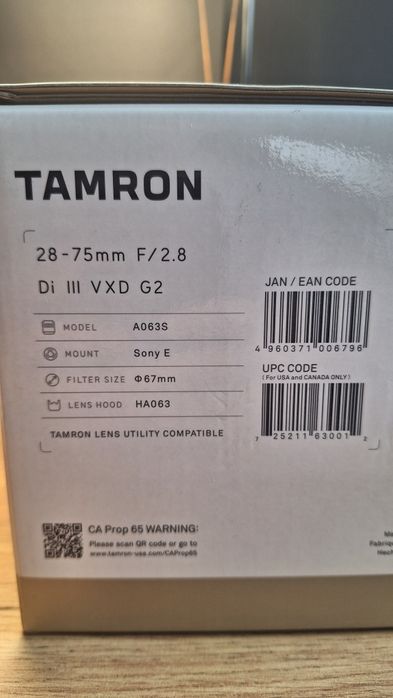 TAMRON
28-75mm F/2.8
Di III VXD G2
MODEL A063S
MOUNT Sony E
FILTER SIZE Φ67mm
LENS HOOD HA063
TAMRON LENS UTILITY COMPATIBLE
JAN / EAN CODE
4 960371 006796
UPC CODE
(For USA and CANADA ONLY)
7 25211 63001 2
CA Prop 65 WARNING:
Please scan QR code or go to
www.tamron-usa.com/CAProp65